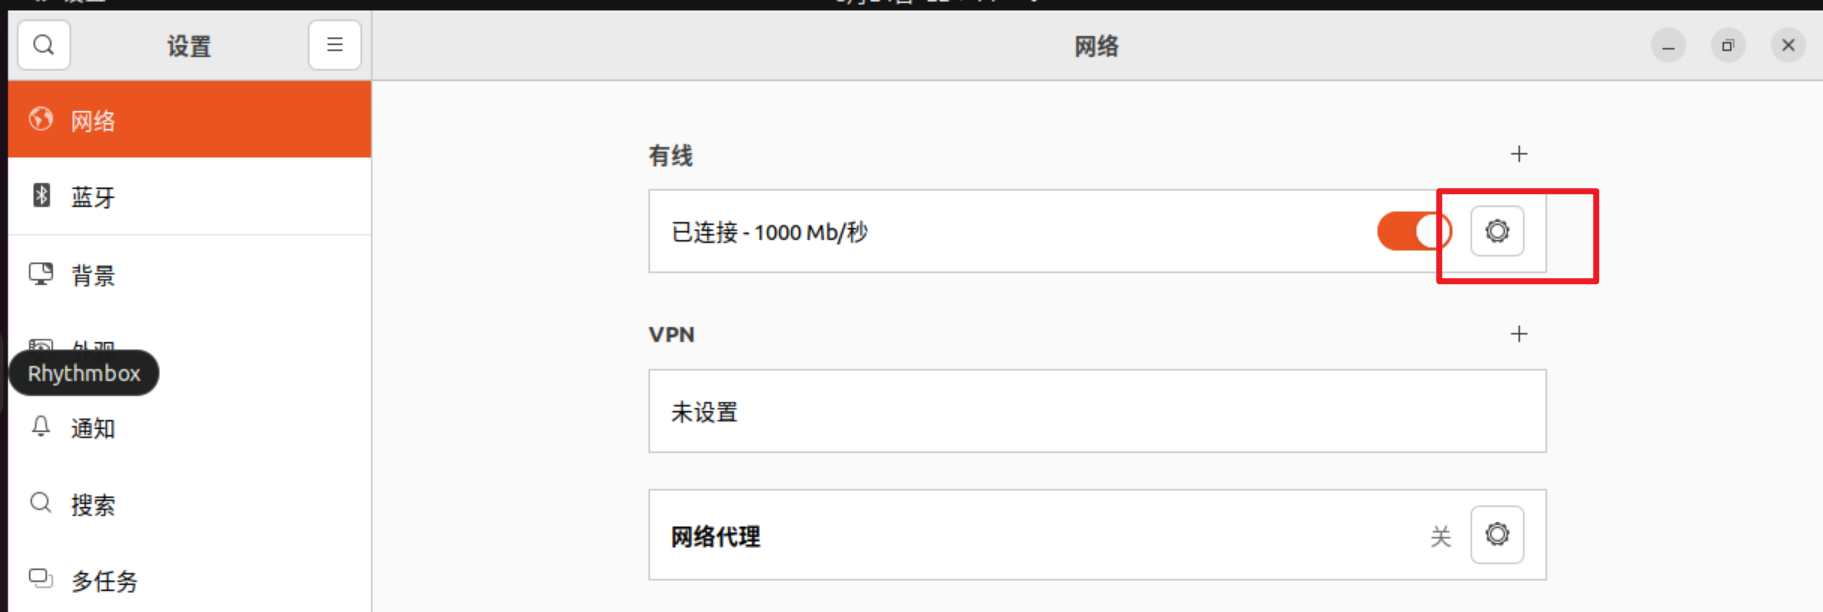 设置
网络
网络
蓝牙
背景
Rhythmbox
通知
搜索
多任务
有线
已连接 - 1000 Mb/秒
VPN
未设置
网络代理
关